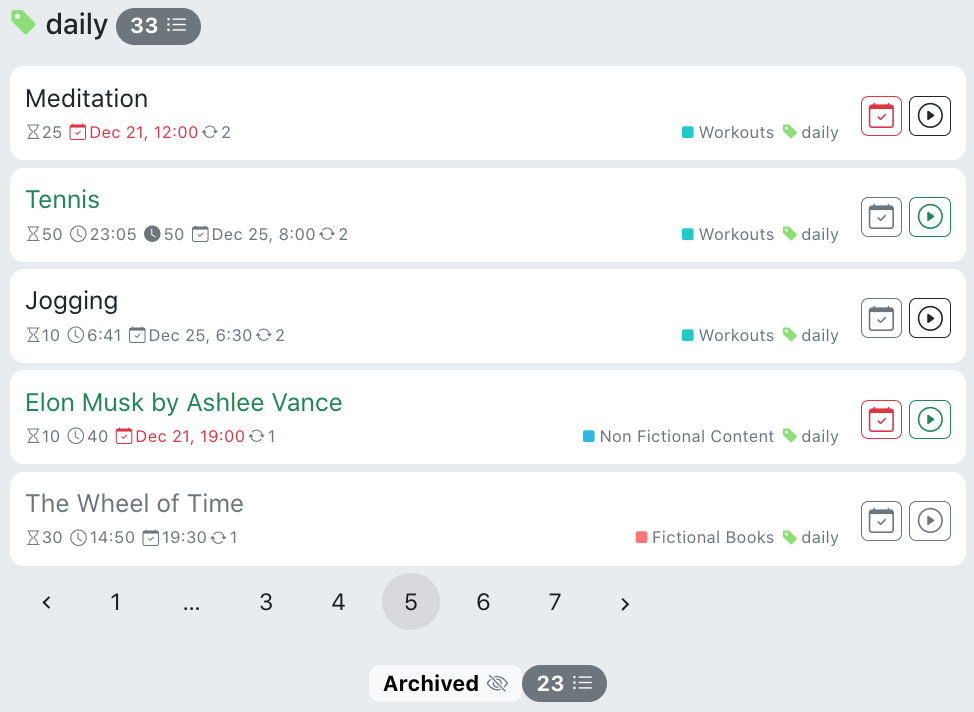 daily 33
Meditation
25 Dec 21, 12:00 2 Workouts daily
Tennis
50 23:05 50 Dec 25, 8:00 2 Workouts daily
Jogging
10 6:41 Dec 25, 6:30 2 Workouts daily
Elon Musk by Ashlee Vance
10 40 Dec 21, 19:00 1 Non Fictional Content daily
The Wheel of Time
30 14:50 19:30 1 Fictional Books daily
1 ... 3 4 5 6 7
Archived 23